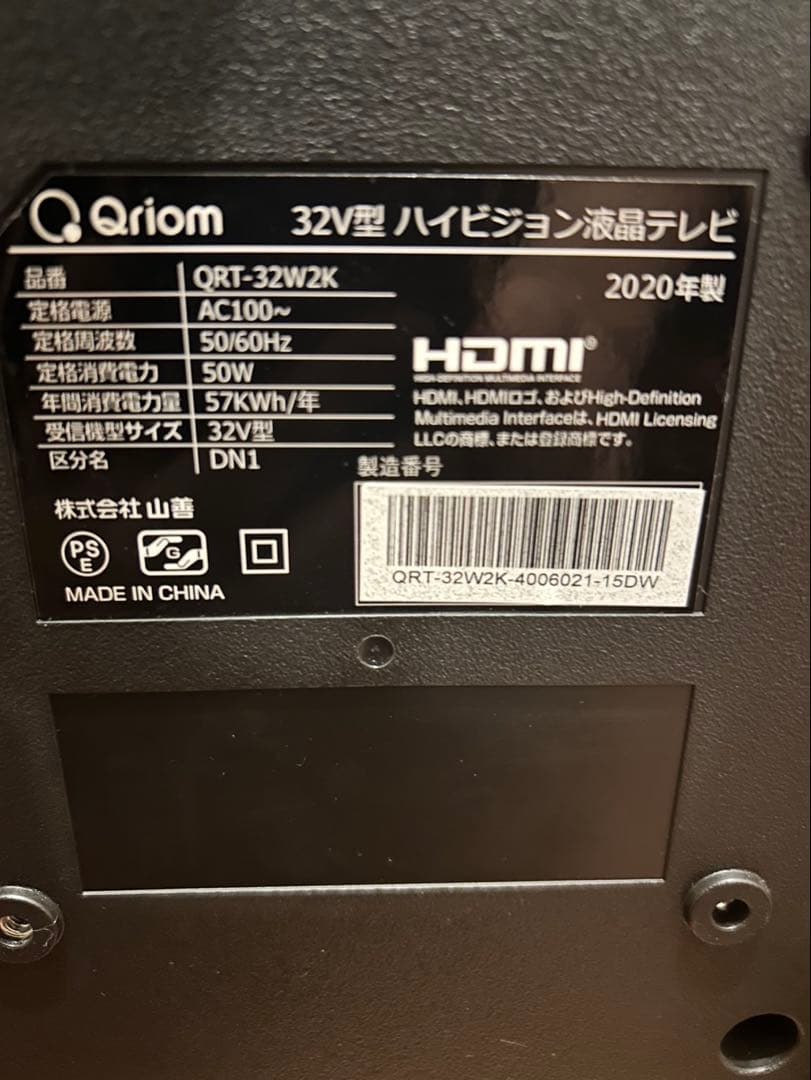 Qriom 32V型 ハイビジョン液晶テレビ
品番 QRT-32W2K
2020年製
定格電源 AC100~
定格周波数 50/60Hz
定格消費電力 50W
年間消費電力量 57KWh/年
受信機型サイズ 32V型
区分名 DN1
HDMI®
HIGH-DEFINITION MULTIMEDIA INTERFACE
HDMI、HDMIロゴ、およびHigh-Definition
Multimedia Interfaceは、HDMI Licensing
LLCの商標、または登録商標です。
製造番号
QRT-32W2K-4006021-15DW
株式会社 山善
PS
E
G
MADE IN CHINA